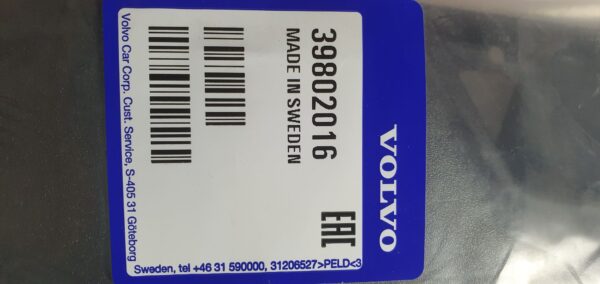 VOLVO
39802016
MADE IN SWEDEN
EAC
Volvo Car Corp. Cust. Service, S-405 31 Göteborg
Sweden, tel +46 31 590000, 31206527>PELD<3